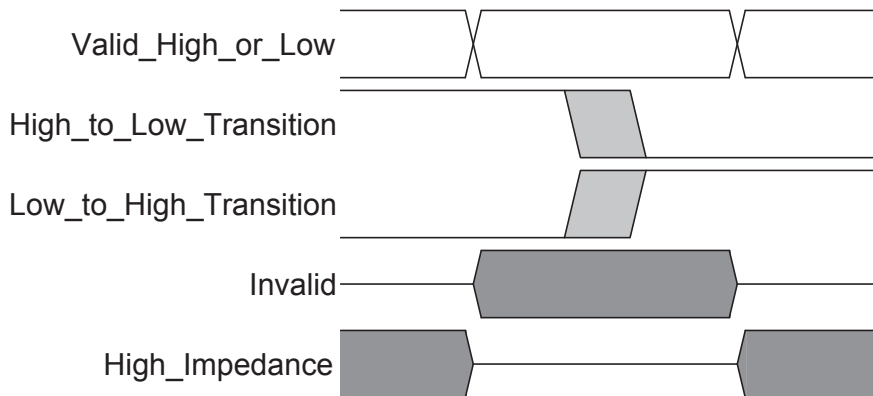 Valid_High_or_Low
High_to_Low_Transition
Low_to_High_Transition
Invalid
High_Impedance